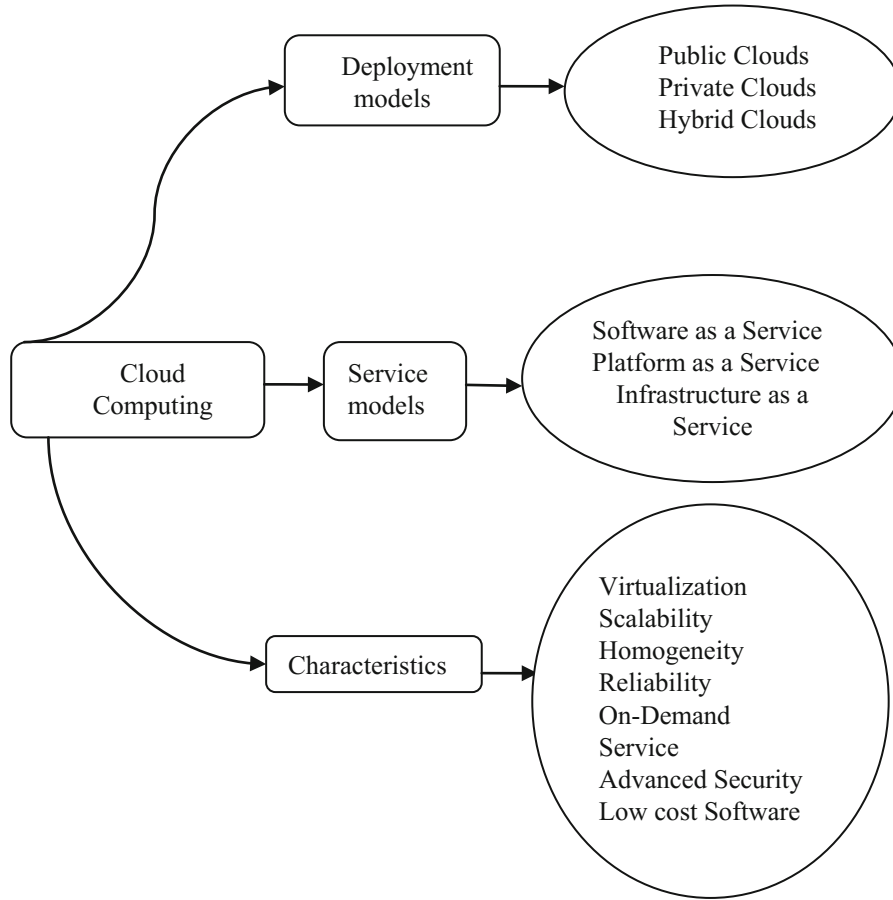 Deployment
models
Public Clouds
Private Clouds
Hybrid Clouds
Cloud
Computing
Service
models
Software as a Service
Platform as a Service
Infrastructure as a
Service
Characteristics
Virtualization
Scalability
Homogeneity
Reliability
On-Demand
Service
Advanced Security
Low cost Software